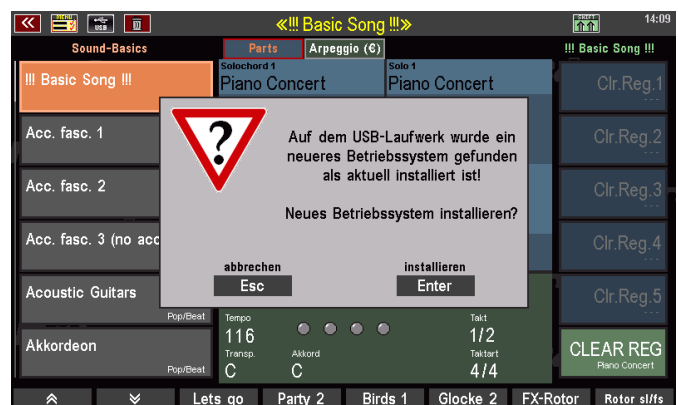 MENU
USB
«!!! Basic Song !!!»
SHIFT
14:09
Sound-Basics
Parts
Arpeggio (€)
!!! Basic Song !!!
!!! Basic Song !!!
Solochord 1
Piano Concert
Solo 1
Piano Concert
Clr.Reg.1
---
Acc. fasc. 1
Clr.Reg.2
---
Acc. fasc. 2
Clr.Reg.3
---
Acc. fasc. 3 (no acc
Clr.Reg.4
---
?
Auf dem USB-Laufwerk wurde ein
neueres Betriebssystem gefunden
als aktuell installiert ist!
Neues Betriebssystem installieren?
abbrechen
Esc
installieren
Enter
Acoustic Guitars
Pop/Beat
Clr.Reg.5
---
Akkordeon
Pop/Beat
Tempo
116
Takt
1/2
Transp.
C
Akkord
C
Taktart
4/4
CLEAR REG
Piano Concert
Lets go
Party 2
Birds 1
Glocke 2
FX-Rotor
Rotor sl/fs